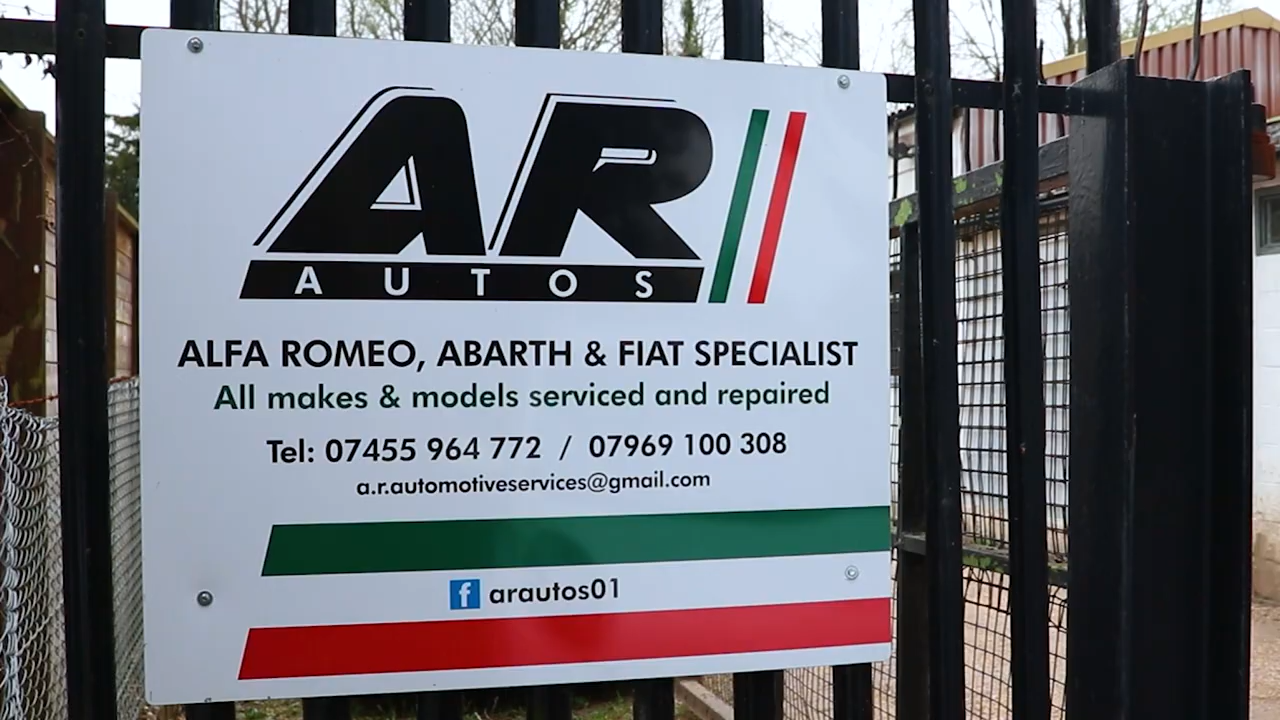 AR
AUTOS
ALFA ROMEO, ABARTH & FIAT SPECIALIST
All makes & models serviced and repaired
Tel: 07455 964 772 / 07969 100 308
a.r.automotiveservices@gmail.com
f arautos01